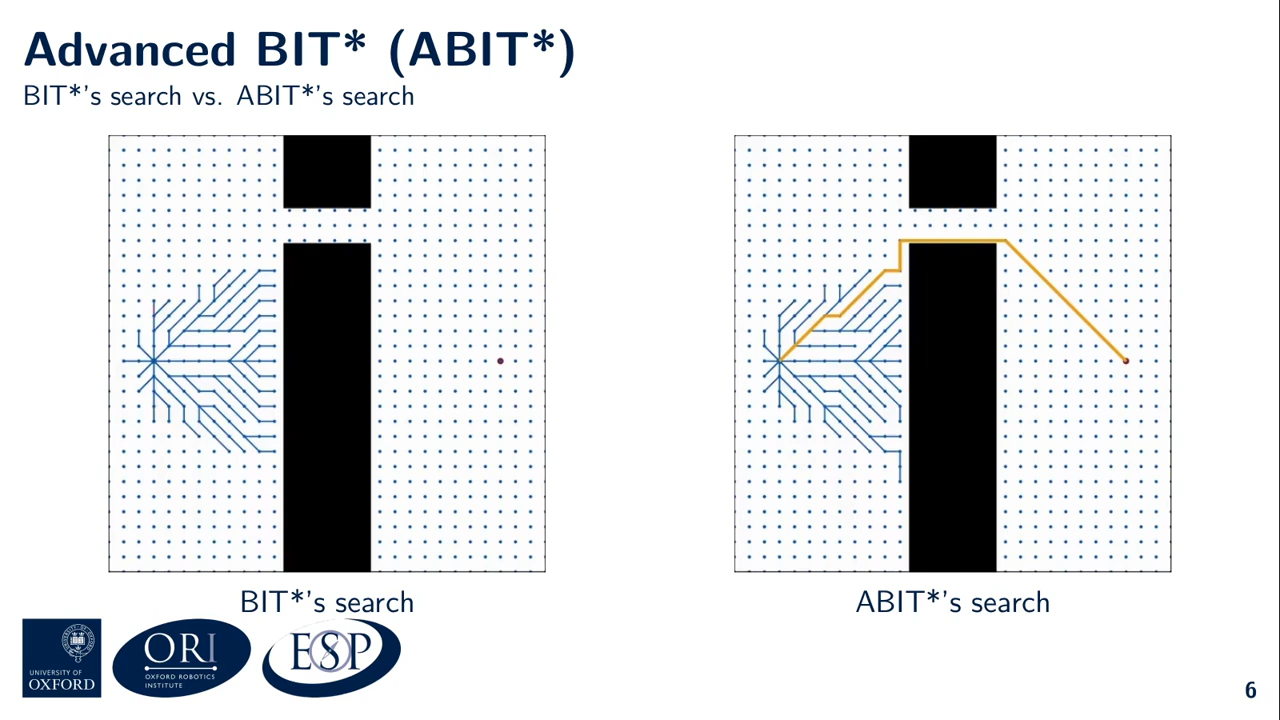 Advanced BIT* (ABIT*)
BIT*'s search vs. ABIT*'s search
BIT*'s search
ABIT*'s search
UNIVERSITY OF
OXFORD
ORI
OXFORD ROBOTICS
INSTITUTE
ESP
6